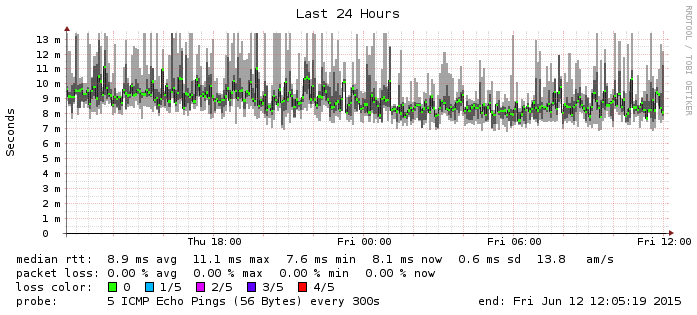 Last 24 Hours
RRDTOOL / TOBI OETIKER
Seconds
13 m
12 m
11 m
10 m
9 m
8 m
7 m
6 m
5 m
4 m
3 m
2 m
1 m
0
Thu 18:00 Fri 00:00 Fri 06:00 Fri 12:00
median rtt: 8.9 ms avg 11.1 ms max 7.6 ms min 8.1 ms now 0.6 ms sd 13.8 am/s
packet loss: 0.00 % avg 0.00 % max 0.00 % min 0.00 % now
loss color: 0 1/5 2/5 3/5 4/5
probe: 5 ICMP Echo Pings (56 Bytes) every 300s end: Fri Jun 12 12:05:19 2015